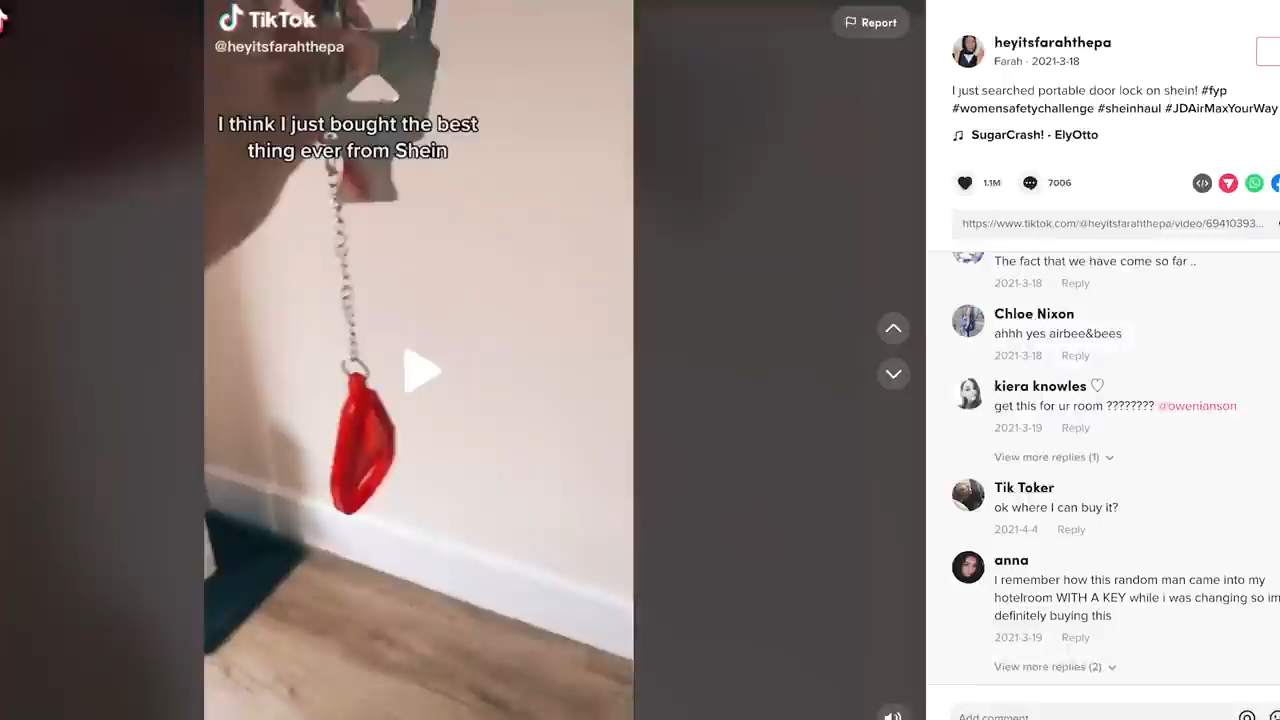 TikTok
@heyitsfarahthepa
I think I just bought the best
thing ever from Shein
Report
heyitsfarahthepa
Farah · 2021-3-18
I just searched portable door lock on shein! #fyp
#womensafetychallenge #sheinhaul #JDAirMaxYourWay
SugarCrash! - ElyOtto
1.1M
7006
https://www.tiktok.com/@heyitsfarahthepa/video/69410393...
The fact that we have come so far ..
2021-3-18 Reply
Chloe Nixon
ahhh yes airbee&bees
2021-3-18 Reply
kiera knowles ♡
get this for ur room ???????? @owenianson
2021-3-19 Reply
View more replies (1)
Tik Toker
ok where I can buy it?
2021-4-4 Reply
anna
I remember how this random man came into my
hotelroom WITH A KEY while i was changing so im
definitely buying this
2021-3-19 Reply
View more replies (2)
Add comment